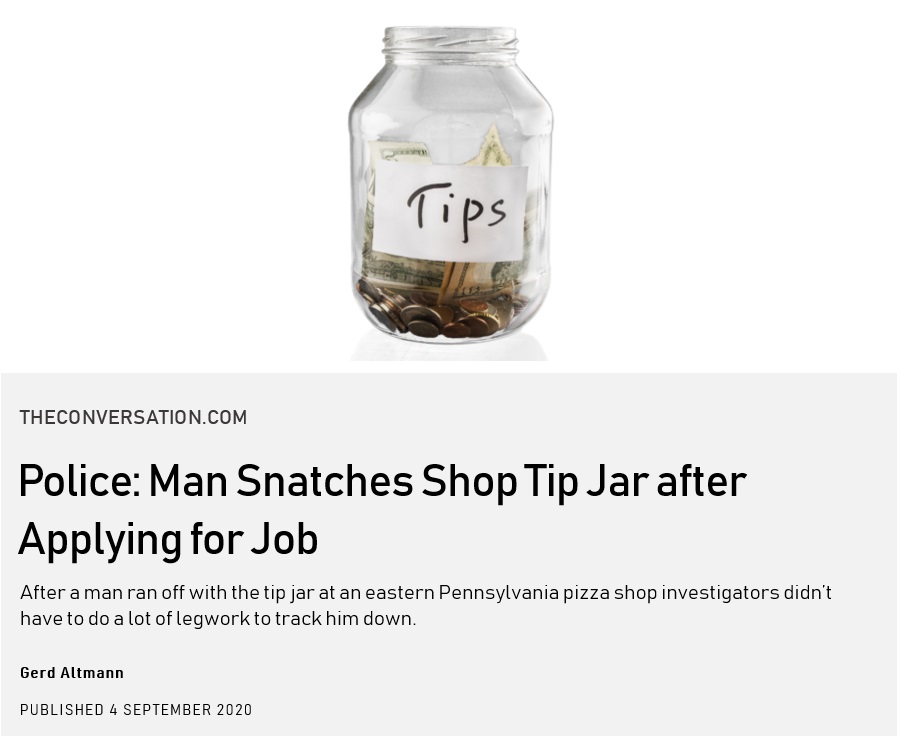 Tips
THECONVERSATION.COM
Police: Man Snatches Shop Tip Jar after
Applying for Job
After a man ran off with the tip jar at an eastern Pennsylvania pizza shop investigators didn’t
have to do a lot of legwork to track him down.
Gerd Altmann
PUBLISHED 4 SEPTEMBER 2020